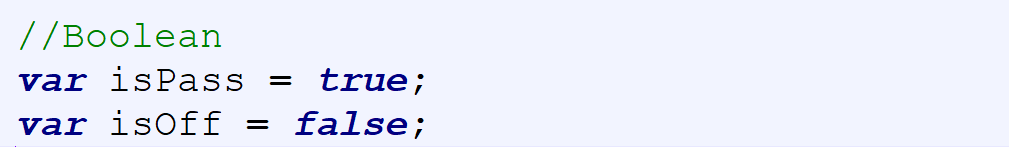 //Boolean
var isPass = true;
var isOff = false;